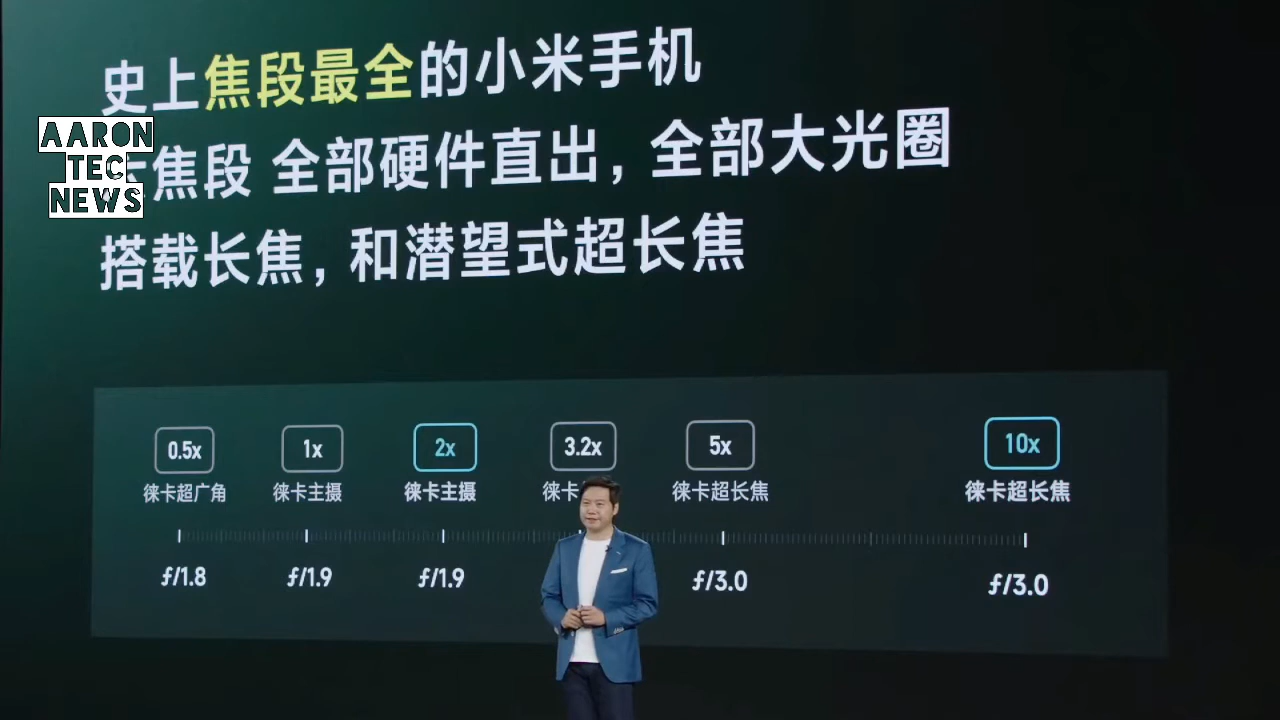 史上焦段最全的小米手机
AARON
TEC
NEWS
焦段 全部硬件直出，全部大光圈
搭载长焦，和潜望式超长焦
0.5x
1x
2x
3.2x
5x
10x
徕卡超广角
徕卡主摄
徕卡主摄
徕卡
徕卡超长焦
徕卡超长焦
ƒ/1.8
ƒ/1.9
ƒ/1.9
ƒ/3.0
ƒ/3.0